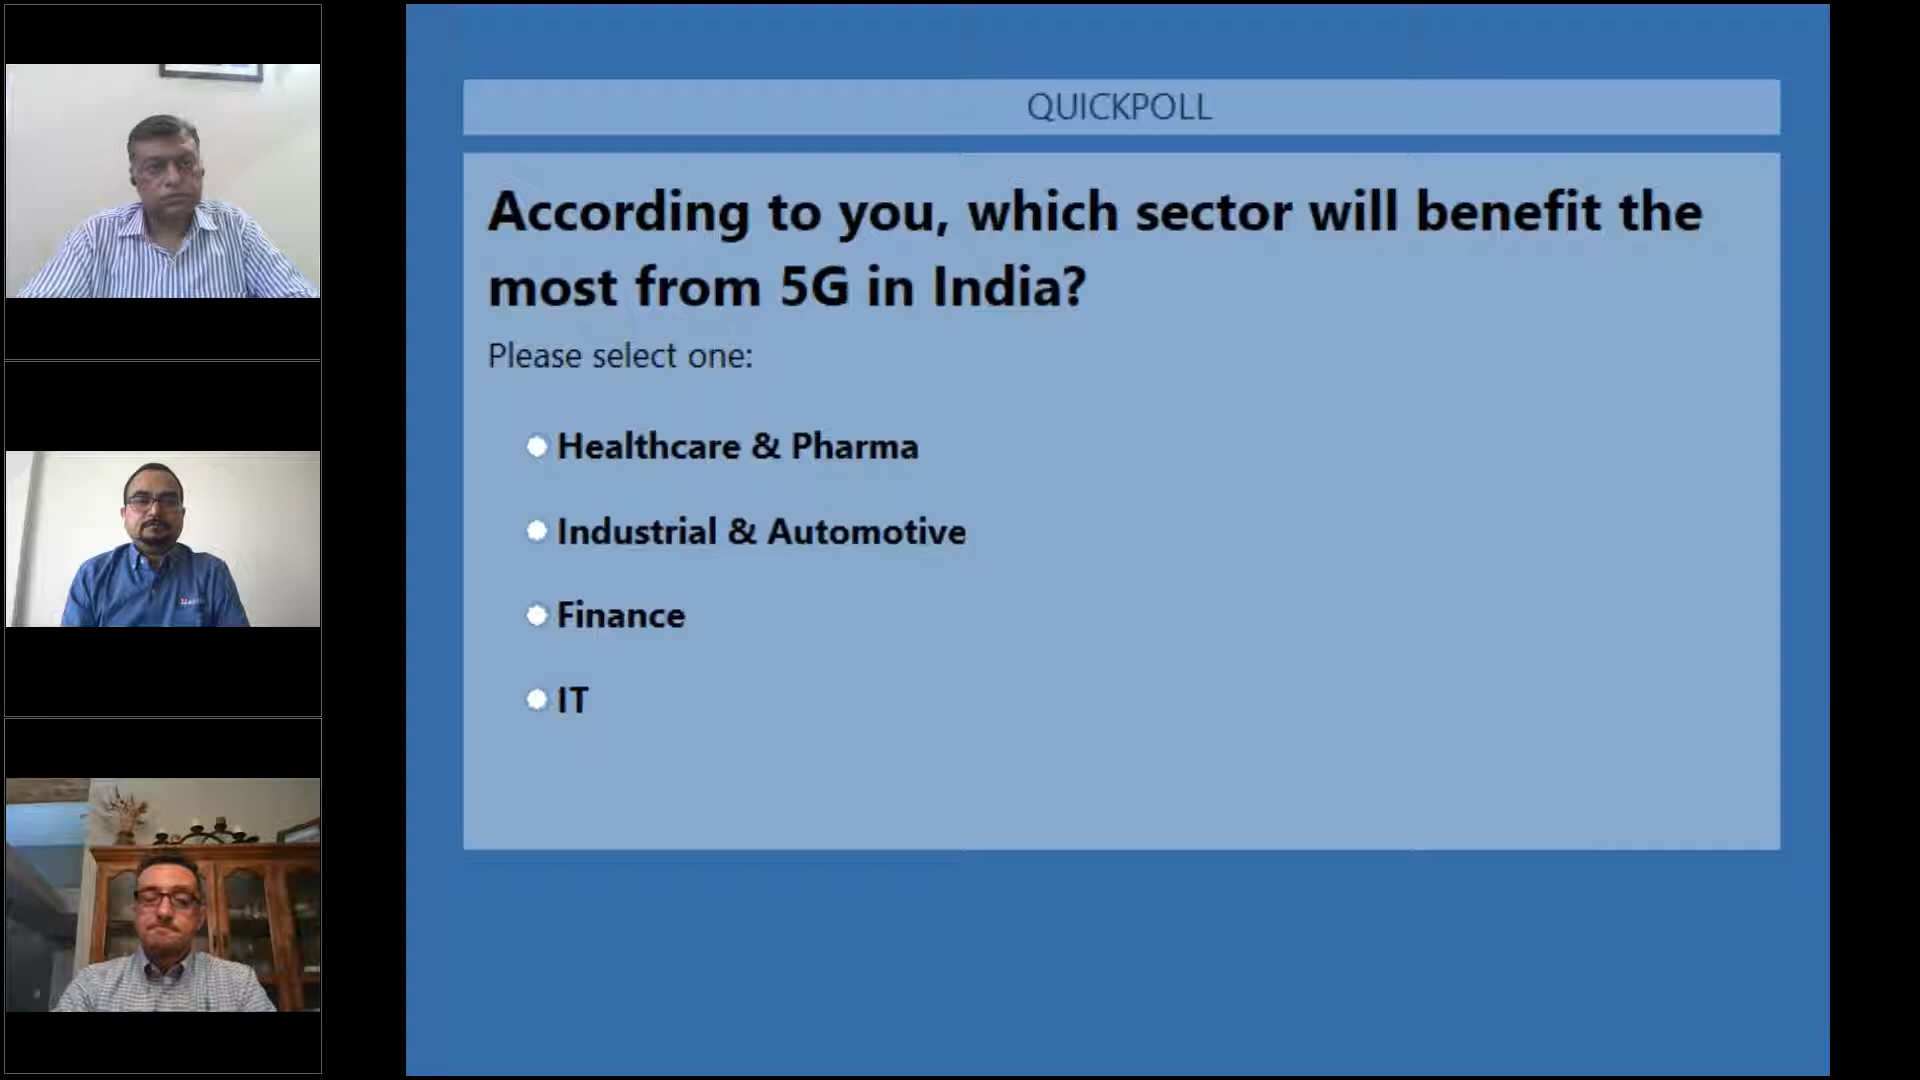 QUICKPOLL
According to you, which sector will benefit the
most from 5G in India?
Please select one:
Healthcare & Pharma
Industrial & Automotive
Finance
IT